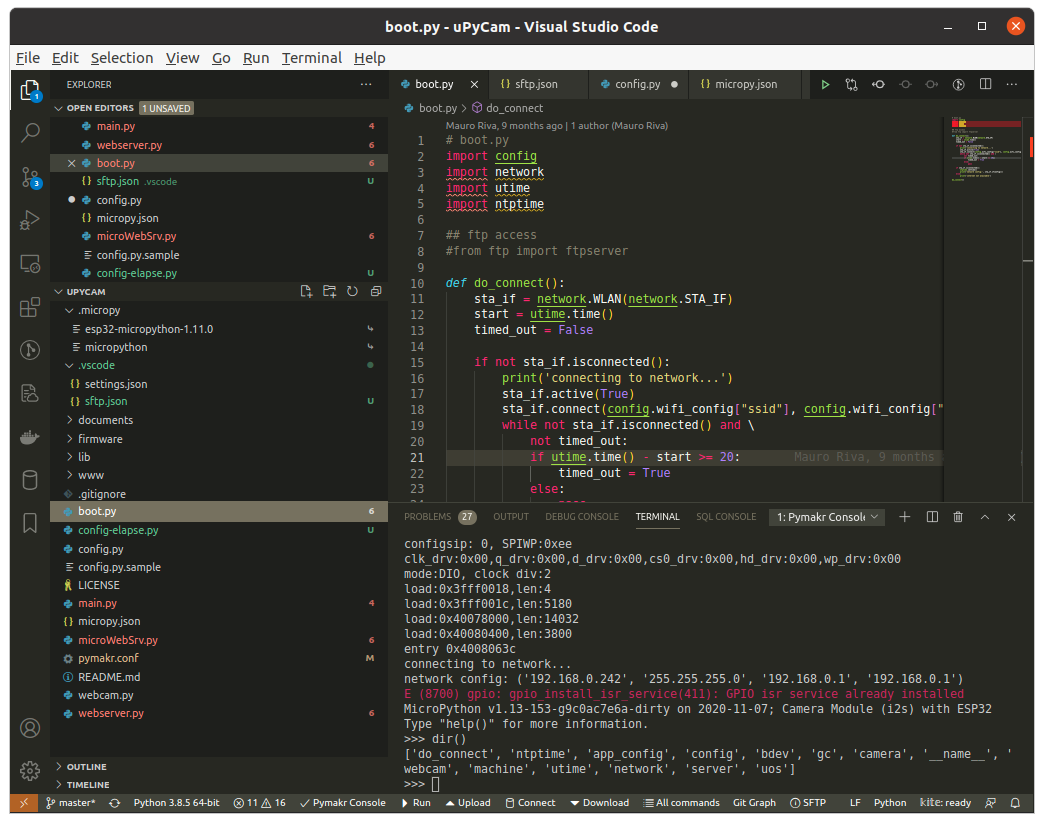 boot.py - uPyCam - Visual Studio Code
File Edit Selection View Go Run Terminal Help
EXPLORER
OPEN EDITORS 1 UNSAVED
main.py 4
webserver.py 6
boot.py 6
sftp.json .vscode U
config.py
micropy.json
microWebSrv.py 6
config.py.sample
config-elapse.py U
UPYCAM
.micropy
esp32-micropython-1.11.0
micropython
.vscode
settings.json
sftp.json U
documents
firmware
lib
www
.gitignore
boot.py 6
config-elapse.py U
config.py
config.py.sample
LICENSE
main.py 4
micropy.json
microWebSrv.py 6
pymakr.conf M
README.md
webcam.py
webserver.py 6
OUTLINE
TIMELINE
1
3
boot.py sftp.json config.py micropy.json
boot.py > do_connect
Mauro Riva, 9 months ago | 1 author (Mauro Riva)
1 # boot.py
2 import config
3 import network
4 import utime
5 import ntptime
6
7 ## ftp access
8 #from ftp import ftpserver
9
10 def do_connect():
11 sta_if = network.WLAN(network.STA_IF)
12 start = utime.time()
13 timed_out = False
14
15 if not sta_if.isconnected():
16 print('connecting to network...')
17 sta_if.active(True)
18 sta_if.connect(config.wifi_config["ssid"], config.wifi_config["
19 while not sta_if.isconnected() and \
20 not timed_out:
21 if utime.time() - start >= 20: Mauro Riva, 9 months
22 timed_out = True
23 else:
PROBLEMS 27 OUTPUT DEBUG CONSOLE TERMINAL SQL CONSOLE 1: Pymakr Console
configsip: 0, SPIWP:0xee
clk_drv:0x00,q_drv:0x00,d_drv:0x00,cs0_drv:0x00,hd_drv:0x00,wp_drv:0x00
mode:DIO, clock div:2
load:0x3fff0018,len:4
load:0x3fff001c,len:5180
load:0x40078000,len:14032
load:0x40080400,len:3800
entry 0x4008063c
connecting to network...
network config: ('192.168.0.242', '255.255.255.0', '192.168.0.1', '192.168.0.1')
E (8700) gpio: gpio_install_isr_service(411): GPIO isr service already installed
MicroPython v1.13-153-g9c0ac7e6a-dirty on 2020-11-07; Camera Module (i2s) with ESP32
Type "help()" for more information.
>>> dir()
['do_connect', 'ntptime', 'app_config', 'config', 'bdev', 'gc', 'camera', '__name__', '
webcam', 'machine', 'utime', 'network', 'server', 'uos']
>>>
master* Python 3.8.5 64-bit 11 16 Pymakr Console Run Upload Connect Download All commands Git Graph SFTP LF Python kite: ready